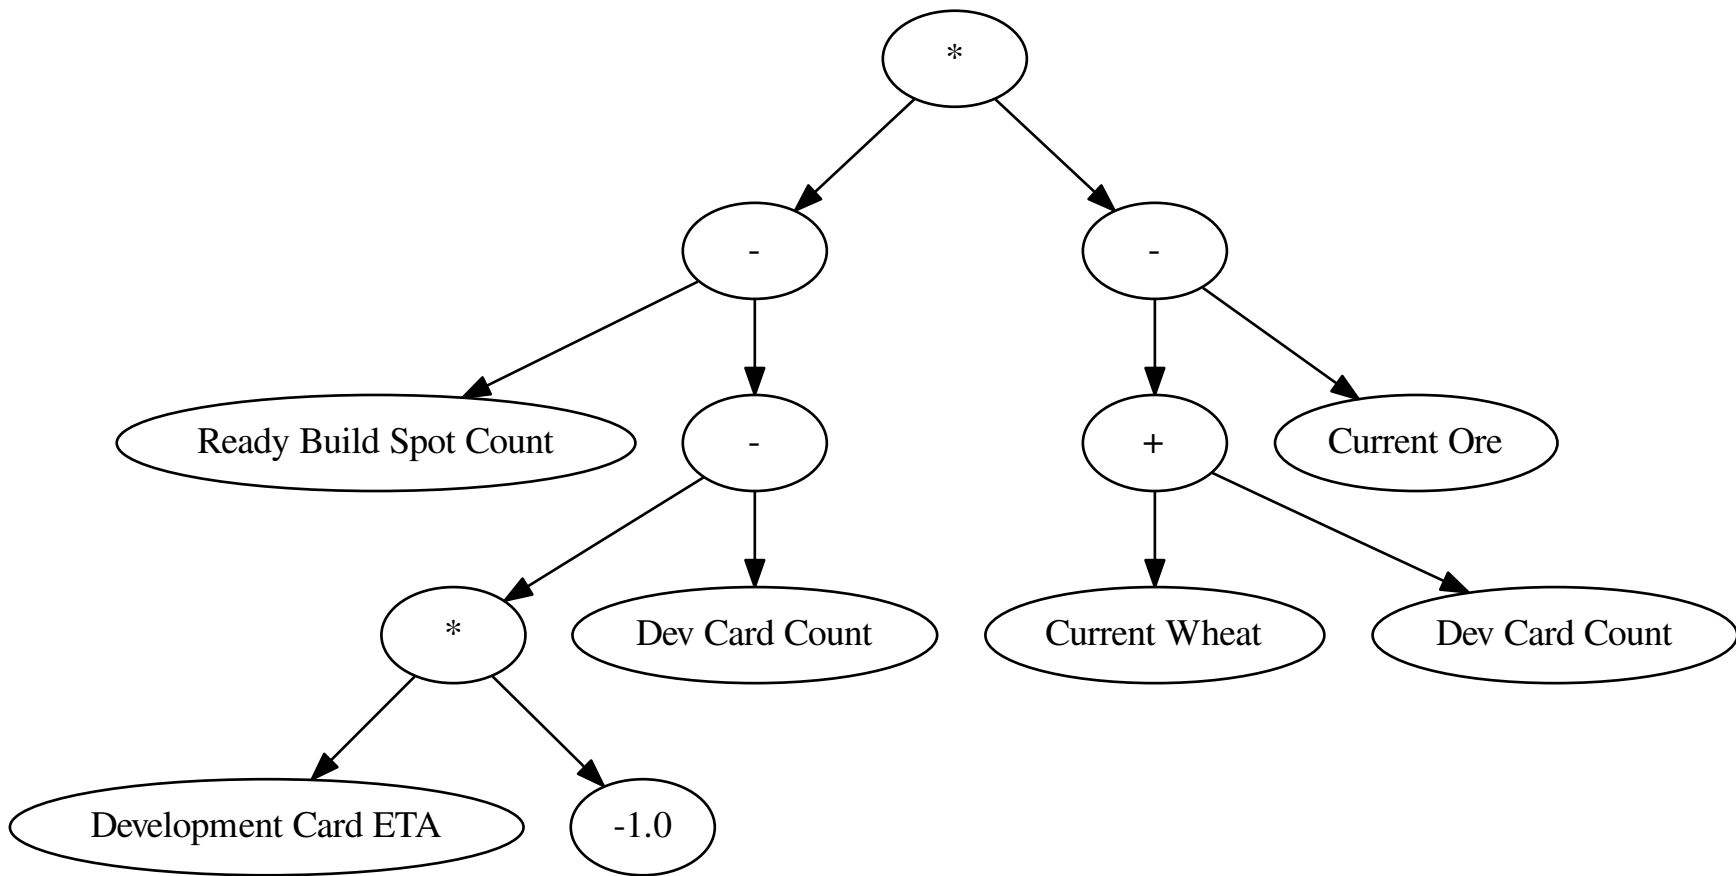 *
-
-
Ready Build Spot Count
-
+
Current Ore
*
Dev Card Count
Current Wheat
Dev Card Count
Development Card ETA
-1.0